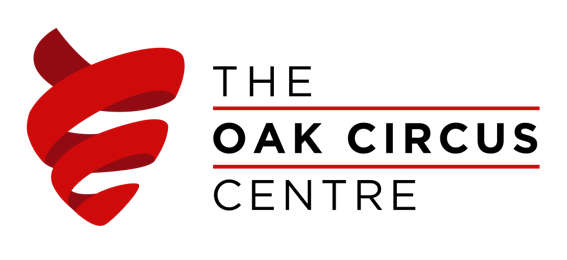 THE
OAK CIRCUS
CENTRE